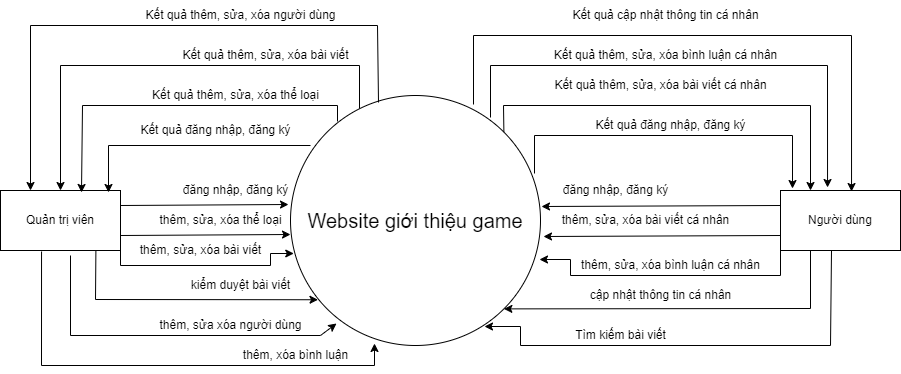 Kết quả thêm, sửa, xóa người dùng
Kết quả thêm, sửa, xóa bài viết
Kết quả thêm, sửa, xóa thể loại
Kết quả đăng nhập, đăng ký
Quản trị viên
đăng nhập, đăng ký
thêm, sửa, xóa thể loại
thêm, sửa, xóa bài viết
kiểm duyệt bài viết
thêm, sửa xóa người dùng
thêm, xóa bình luận
Website giới thiệu game
Kết quả cập nhật thông tin cá nhân
Kết quả thêm, sửa, xóa bình luận cá nhân
Kết quả thêm, sửa, xóa bài viết cá nhân
Kết quả đăng nhập, đăng ký
đăng nhập, đăng ký
thêm, sửa, xóa bài viết cá nhân
thêm, sửa, xóa bình luận cá nhân
cập nhật thông tin cá nhân
Tìm kiếm bài viết
Người dùng